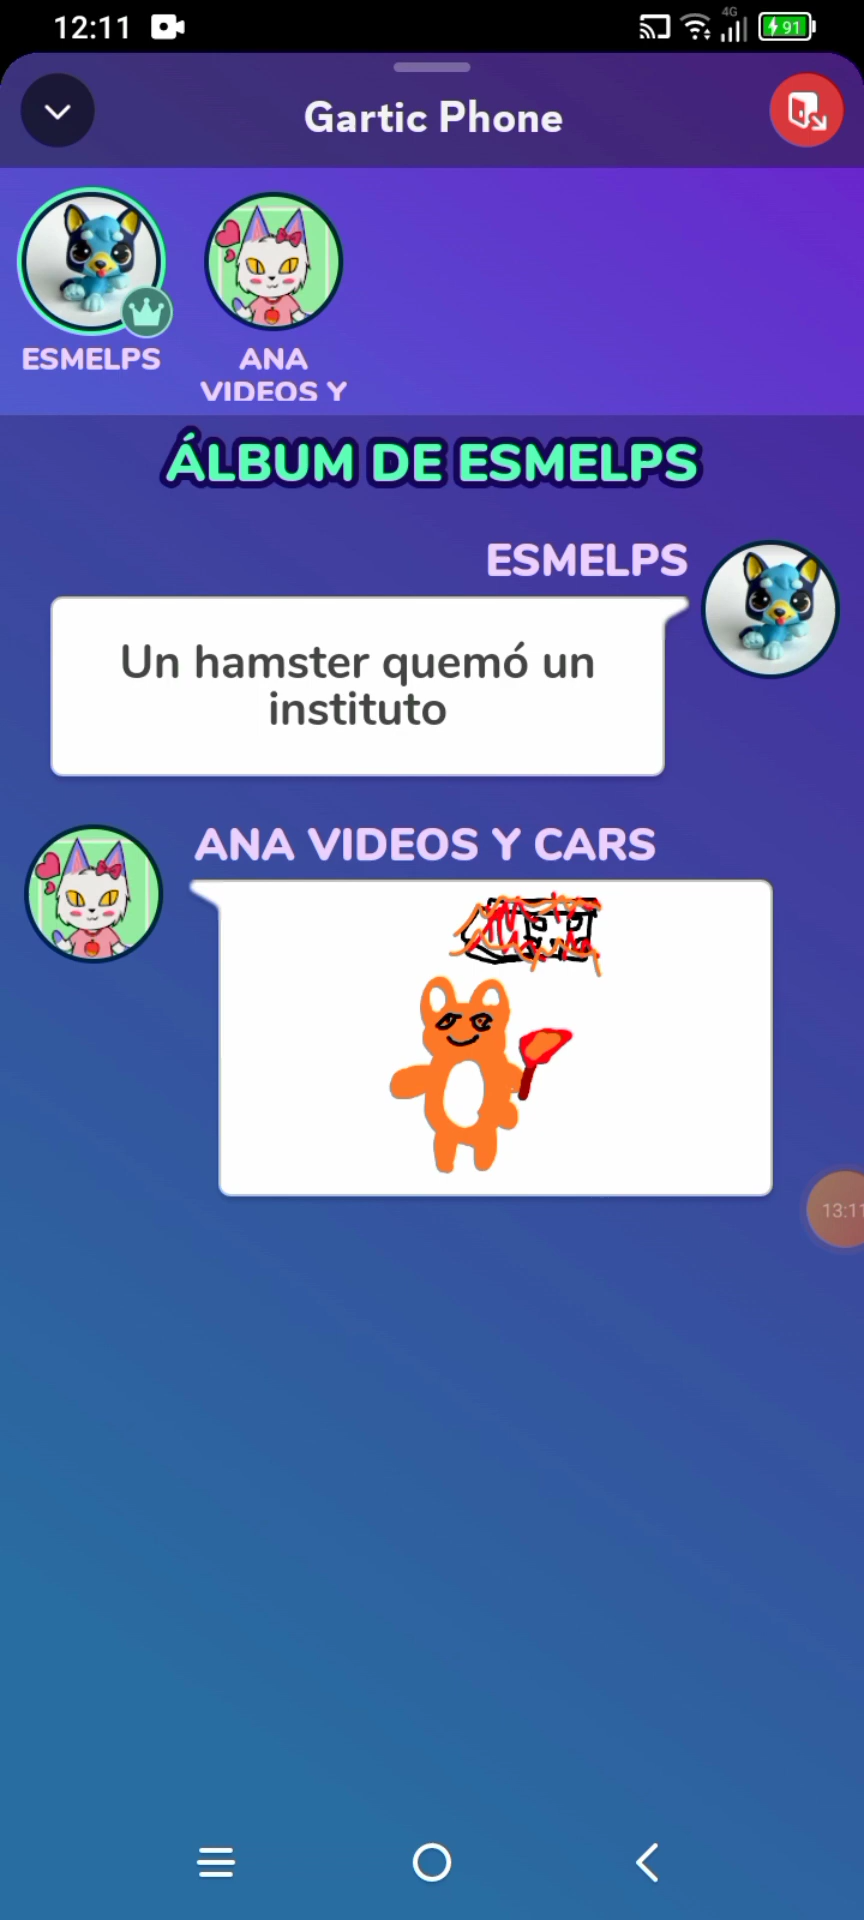 12:11
4G
91
Gartic Phone
ESMELPS
ANA
VIDEOS Y
ÁLBUM DE ESMELPS
ESMELPS
Un hamster quemó un
instituto
ANA VIDEOS Y CARS
13:11